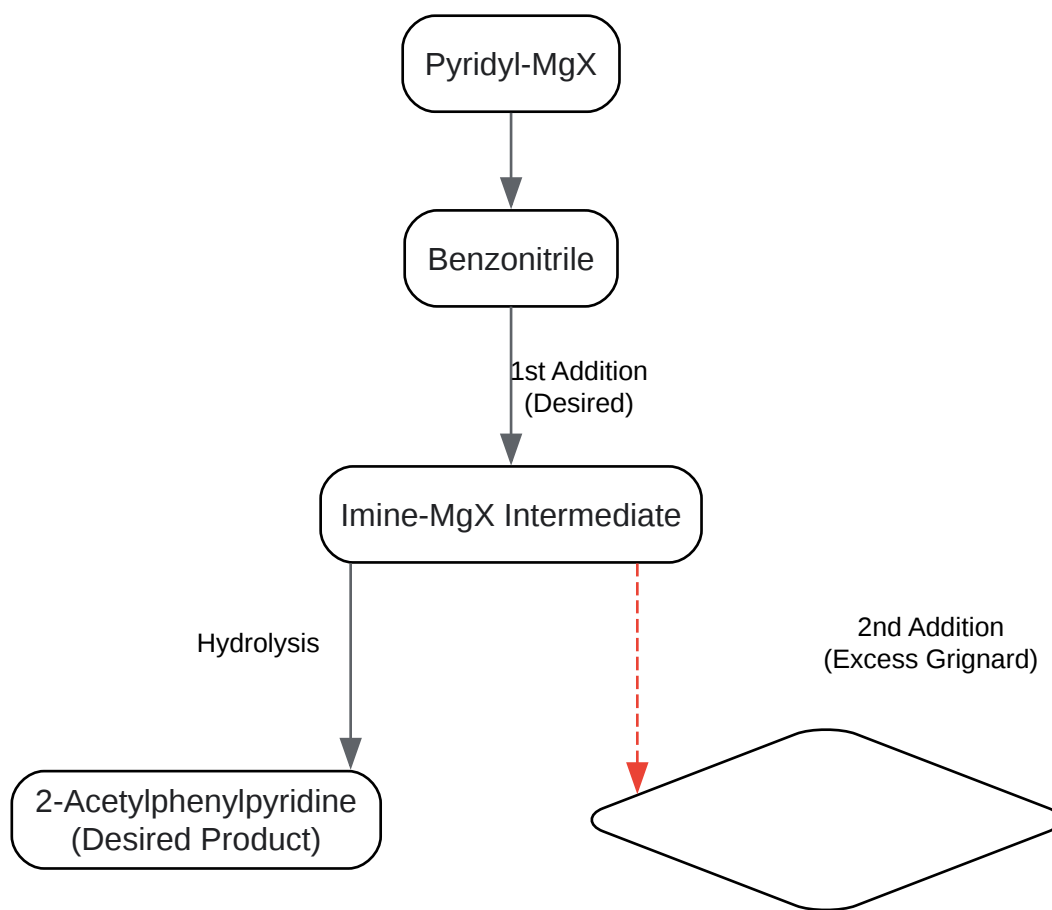 Pyridyl-MgX
Benzonitrile
1st Addition
(Desired)
Imine-MgX Intermediate
Hydrolysis
2nd Addition
(Excess Grignard)
2-Acetylphenylpyridine
(Desired Product)